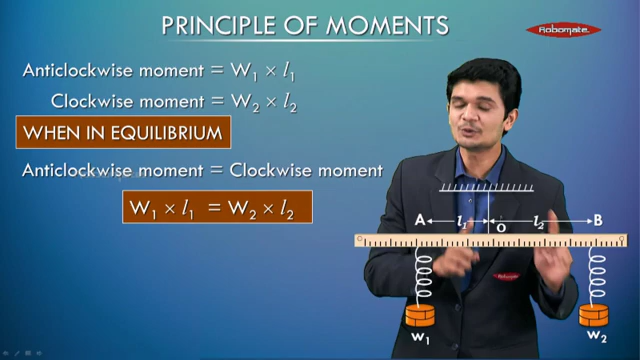 PRINCIPLE OF MOMENTS
Robomate
Anticlockwise moment = W₁ × l₁
Clockwise moment = W₂ × l₂
WHEN IN EQUILIBRIUM
Anticlockwise moment = Clockwise moment
W₁ × l₁ = W₂ × l₂
A l₁ O l₂ B
W₁ W₂